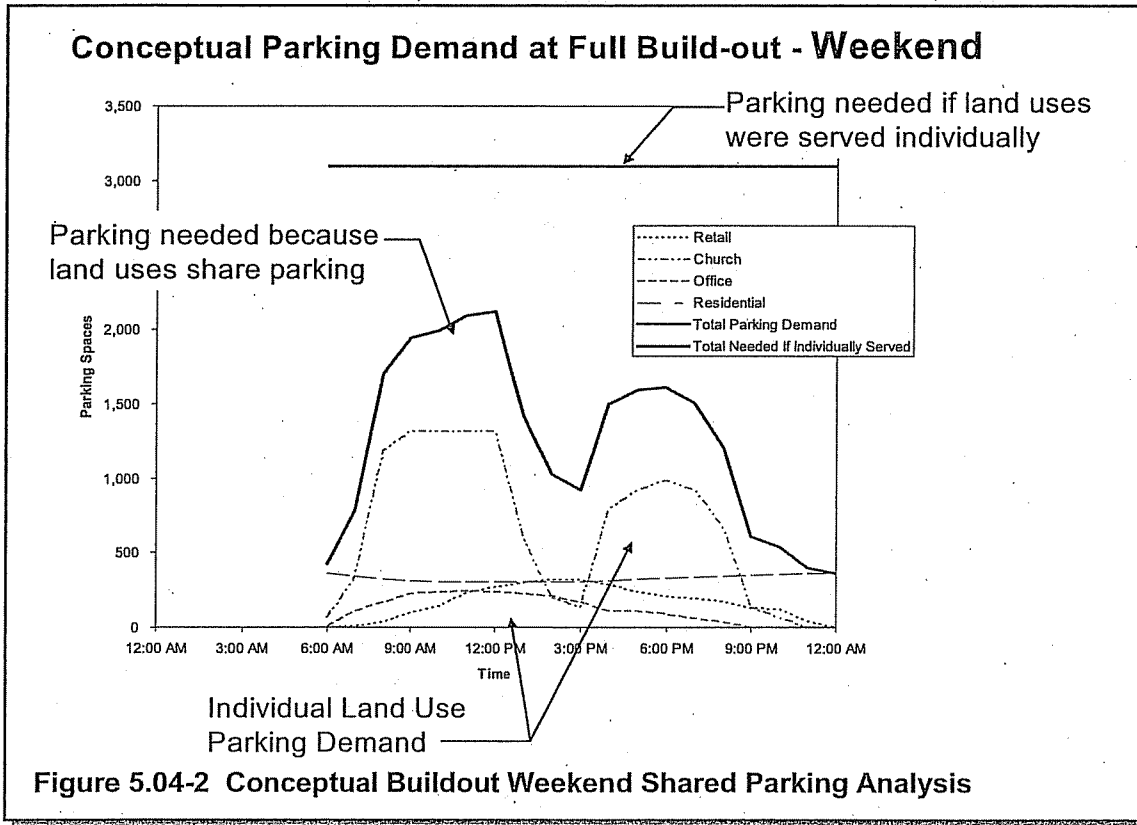 Conceptual Parking Demand at Full Build-out - Weekend
Parking needed if land uses
were served individually
Parking needed because
land uses share parking
3,500
3,000
2,000
1,500
1,000
500
0
Parking Spaces
Retail
Church
Office
Residential
Total Parking Demand
Total Needed If Individually Served
12:00 AM
3:00 AM
6:00 AM
9:00 AM
12:00 PM
3:00 PM
6:00 PM
9:00 PM
12:00 AM
Time
Individual Land Use
Parking Demand
Figure 5.04-2 Conceptual Buildout Weekend Shared Parking Analysis